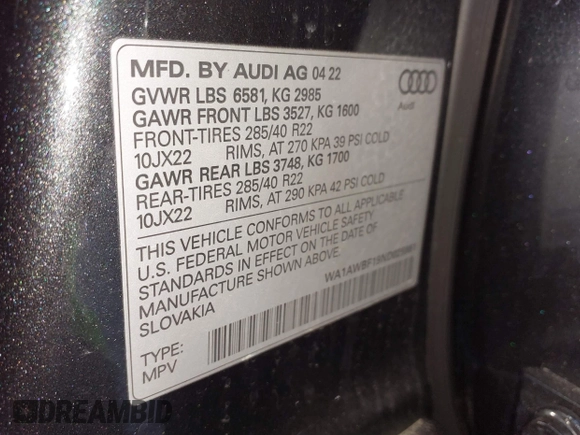 MFD. BY AUDI AG 04 22
GVWR LBS 6581, KG 2985
GAWR FRONT LBS 3527, KG 1600
FRONT-TIRES 285/40 R22
10JX22 RIMS, AT 270 KPA 39 PSI COLD
GAWR REAR LBS 3748, KG 1700
REAR-TIRES 285/40 R22
10JX22 RIMS, AT 290 KPA 42 PSI COLD
Audi
THIS VEHICLE CONFORMS TO ALL APPLICABLE
U.S. FEDERAL MOTOR VEHICLE SAFETY
STANDARDS IN EFFECT ON THE DATE OF
MANUFACTURE SHOWN ABOVE.
SLOVAKIA
TYPE:
MPV
DREAMBID